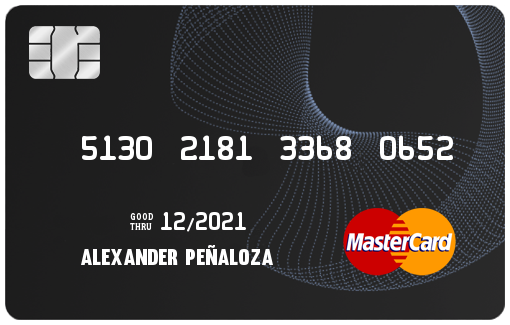 5130 2181 3368 0652
GOOD THRU 12/2021
ALEXANDER PEÑALOZA
MasterCard